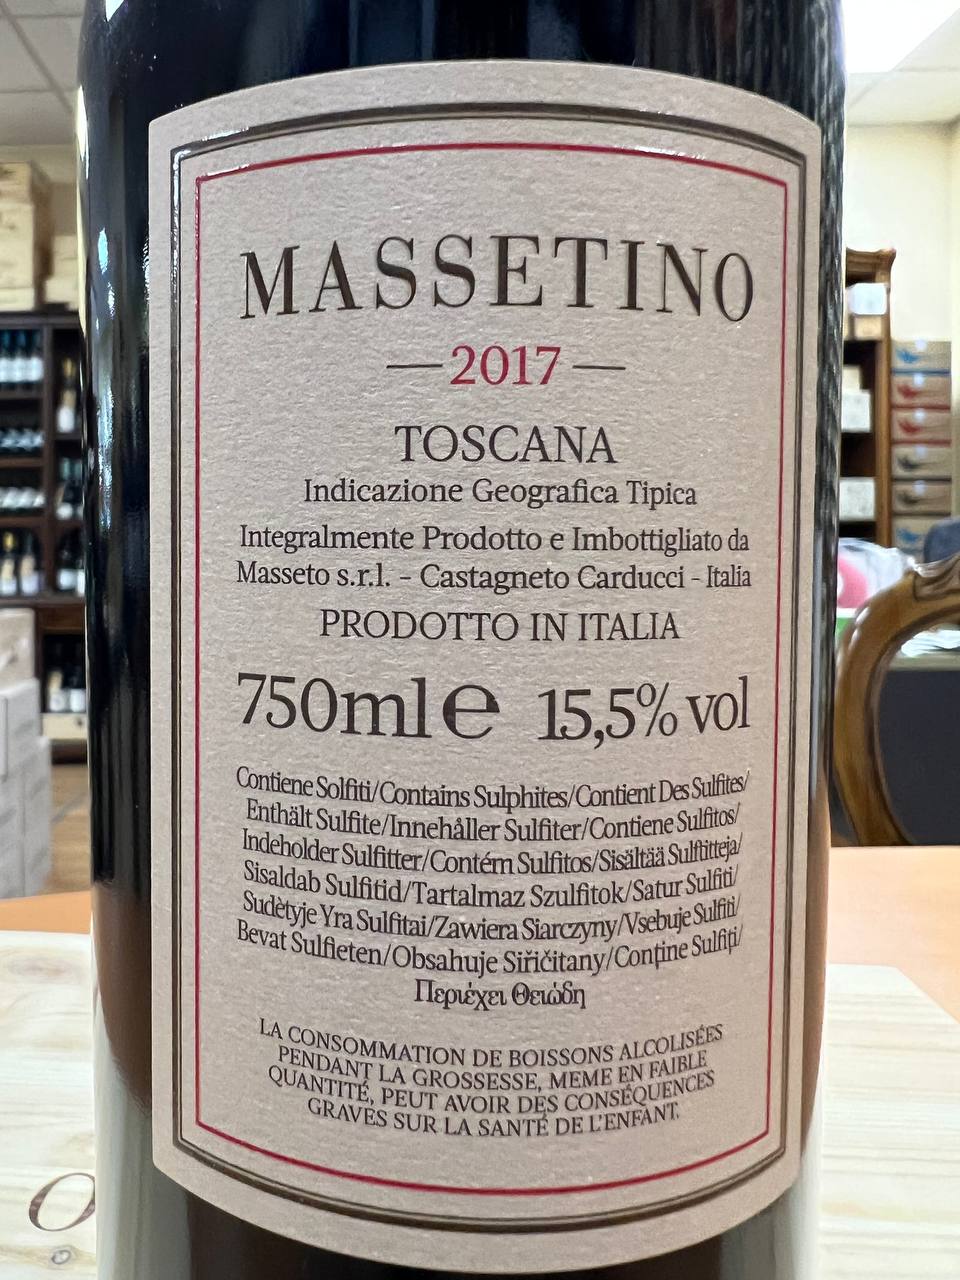 MASSETINO
— 2017 —
TOSCANA
Indicazione Geografica Tipica
Integralmente Prodotto e Imbottigliato da
Masseto s.r.l. – Castagneto Carducci – Italia
PRODOTTO IN ITALIA
750ml e 15,5% vol
Contiene Solfiti/Contains Sulphites/Contient Des Sulfites/
Enthält Sulfite/Innehåller Sulfiter/Contiene Sulfitos/
Indeholder Sulfitter/Contém Sulfitos/Sisältää Sulftitteja/
Sisaldab Sulfitid/Tartalmaz Szulfitok/Satur Sulfiti/
Sudètyje Yra Sulfitai/Zawiera Siarczyny/Vsebuje Sulfiti/
Bevat Sulfieten/Obsahuje Siřičitany/Conţine Sulfiţi/
Περιέχει Θειώδη
LA CONSOMMATION DE BOISSONS ALCOLISÉES
PENDANT LA GROSSESSE, MEME EN FAIBLE
QUANTITÉ, PEUT AVOIR DES CONSÉQUENCES
GRAVES SUR LA SANTÉ DE L'ENFANT.
O